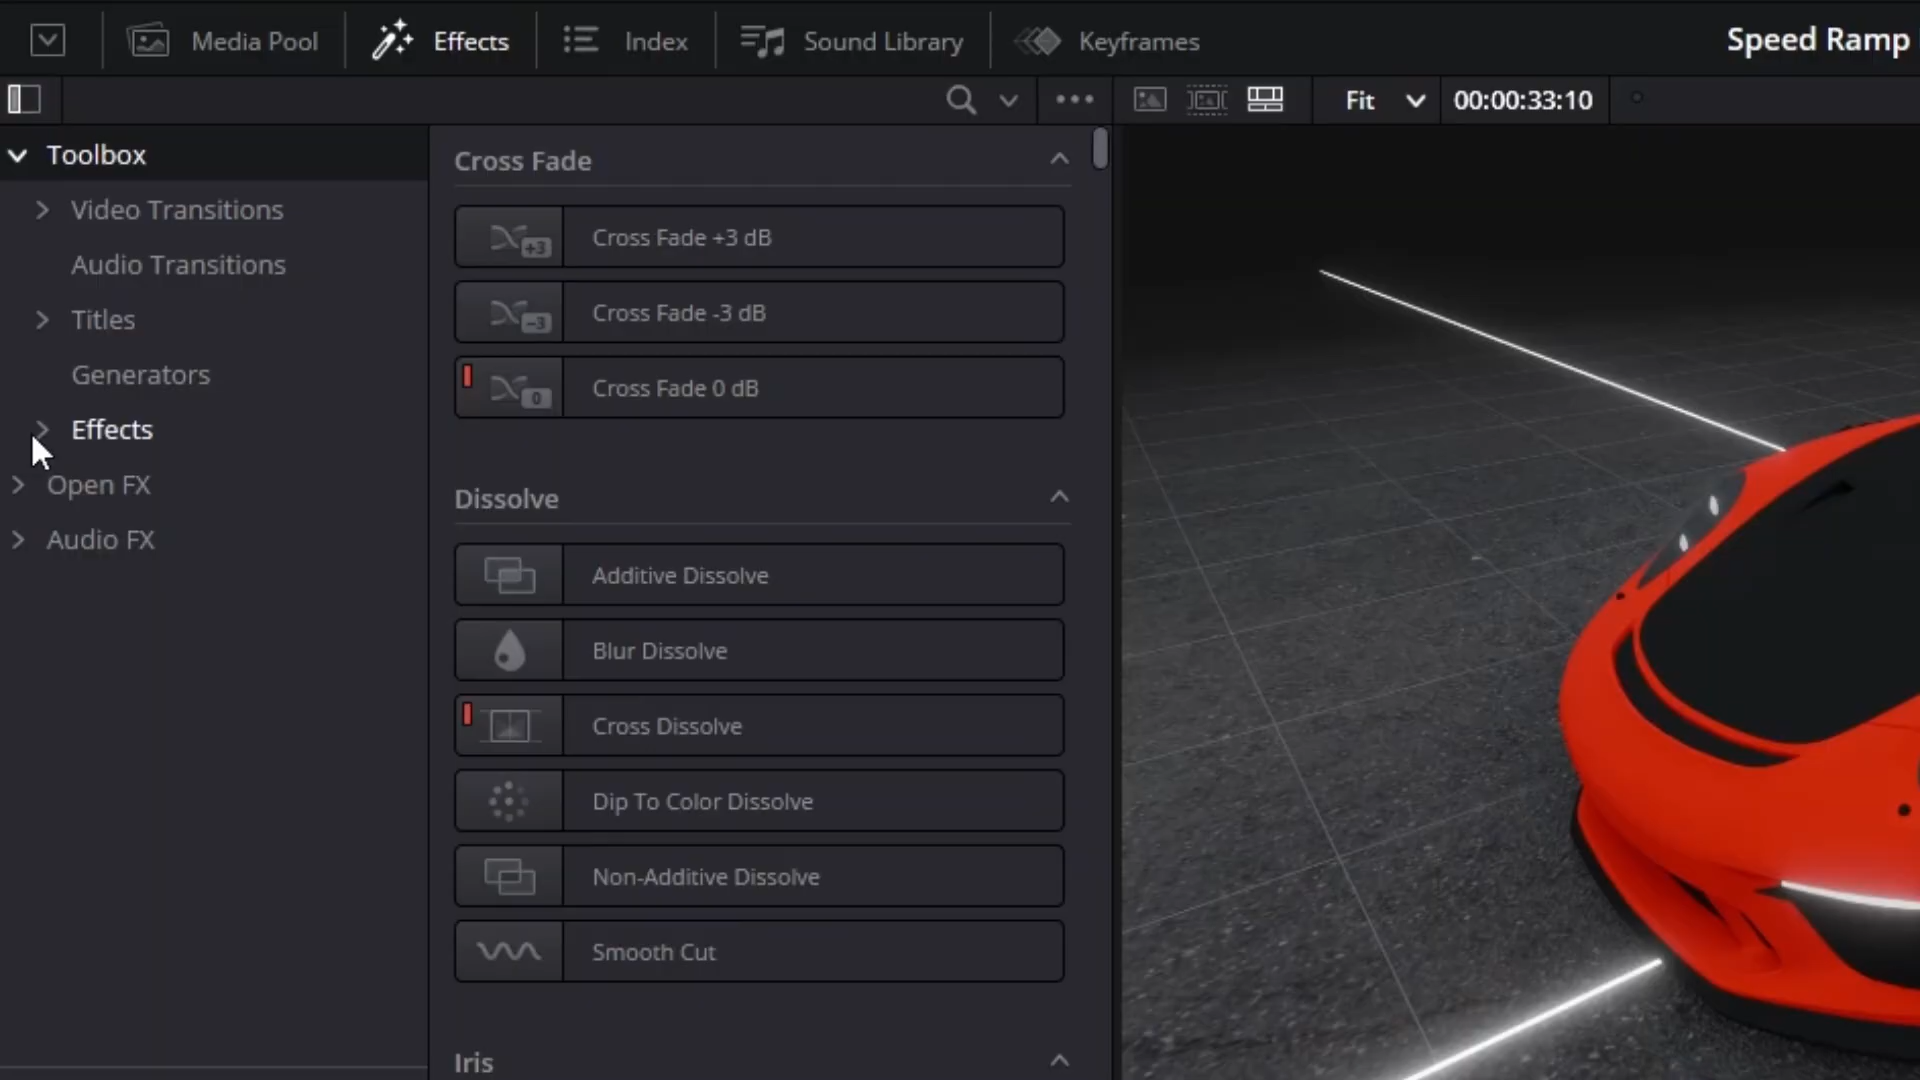 Media Pool
Effects
Index
Sound Library
Keyframes
Speed Ramp
Fit
00:00:33:10
Toolbox
Video Transitions
Audio Transitions
Titles
Generators
Effects
Open FX
Audio FX
Cross Fade
+3
Cross Fade +3 dB
-3
Cross Fade -3 dB
0
Cross Fade 0 dB
Dissolve
Additive Dissolve
Blur Dissolve
Cross Dissolve
Dip To Color Dissolve
Non-Additive Dissolve
Smooth Cut
Iris